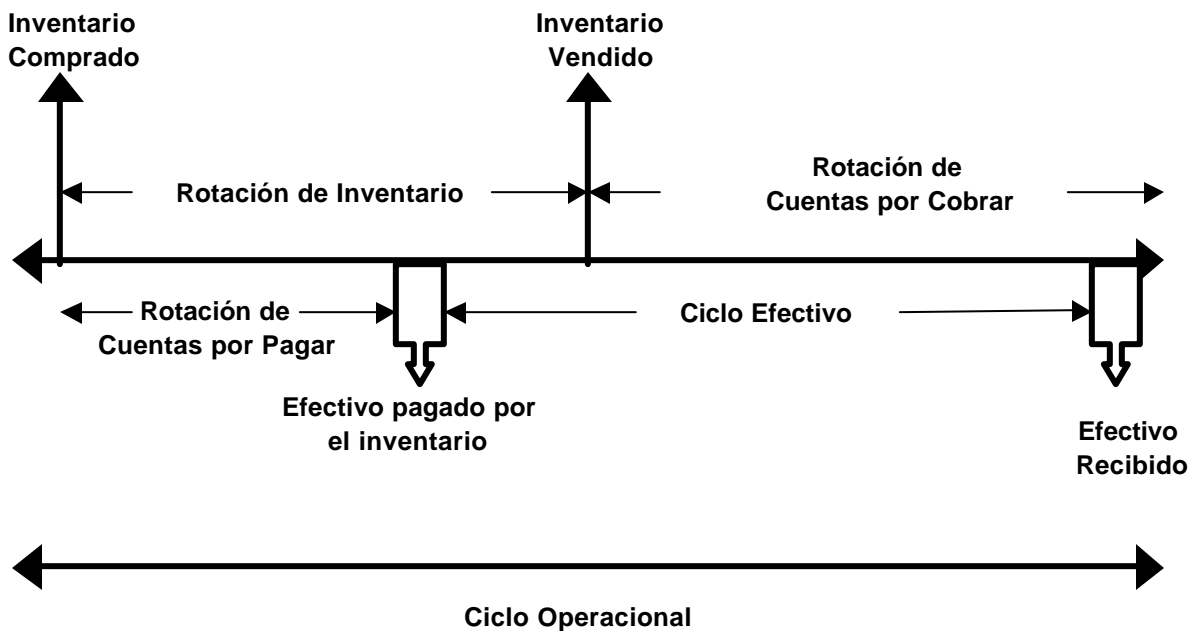 Inventario
Comprado
Inventario
Vendido
Rotación de Inventario
Rotación de
Cuentas por Cobrar
Rotación de
Cuentas por Pagar
Ciclo Efectivo
Efectivo pagado por
el inventario
Efectivo
Recibido
Ciclo Operacional